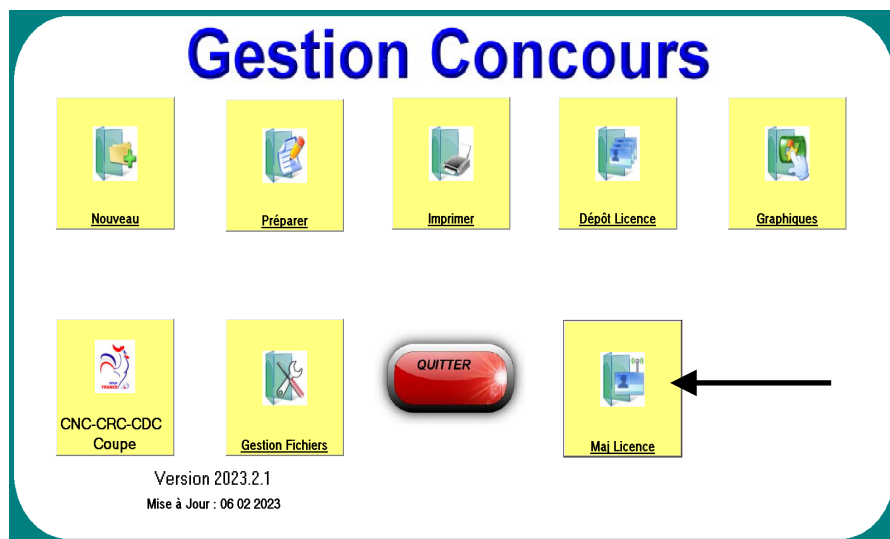 Gestion Concours
Nouveau
Préparer
Imprimer
Dépôt Licence
Graphiques
CNC-CRC-CDC
Coupe
Gestion Fichiers
QUITTER
Maj Licence
Version 2023.2.1
Mise à Jour : 06 02 2023